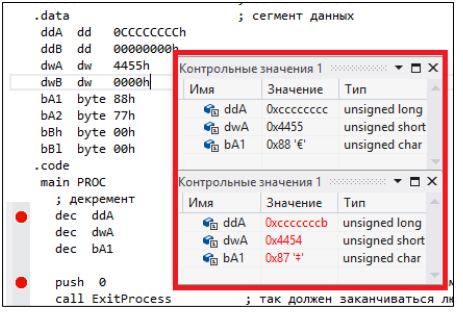 .data ; сегмент данных
ddA dd 0CCCCCCCCh
ddB dd 00000000h
dwA dw 4455h
dwB dw 0000h
bA1 byte 88h
bA2 byte 77h
bBh byte 00h
bBl byte 00h
.code
main PROC
; декремент
dec ddA
dec dwA
dec bA1
push 0
call ExitProcess ; так должен заканчиваться
Контрольные значения 1
Имя Значение Тип
ddA 0xcccccccc unsigned long
dwA 0x4455 unsigned short
bA1 0x88 '€' unsigned char
Контрольные значения 1
Имя Значение Тип
ddA 0xcccccccb unsigned long
dwA 0x4454 unsigned short
bA1 0x87 '‡' unsigned char